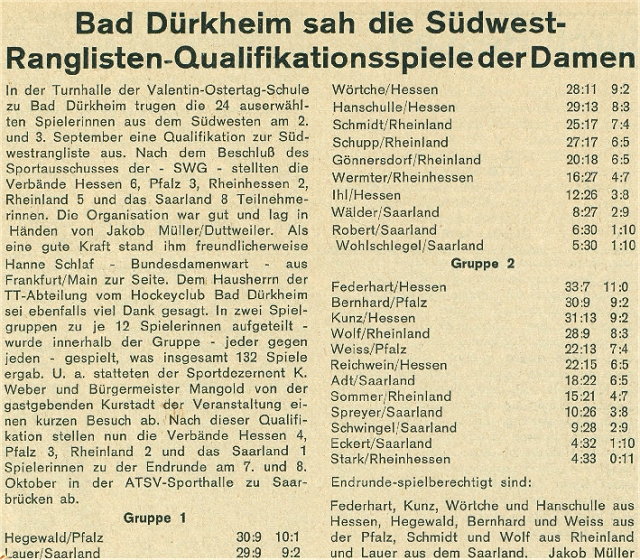 Bad Dürkheim sah die Südwest-
Ranglisten-Qualifikationsspiele der Damen
In der Turnhalle der Valentin-Ostertag-Schule
zu Bad Dürkheim trugen die 24 auserwähl-
ten Spielerinnen aus dem Südwesten am 2.
und 3. September eine Qualifikation zur Süd-
westrangliste aus. Nach dem Beschluß des
Sportausschusses der - SWG - stellten die
Verbände Hessen 6, Pfalz 3, Rheinhessen 2,
Rheinland 5 und das Saarland 8 Teilnehme-
rinnen. Die Organisation war gut und lag in
Händen von Jakob Müller/Duttweiler. Als
eine gute Kraft stand ihm freundlicherweise
Hanne Schlaf - Bundesdamenwart - aus
Frankfurt/Main zur Seite. Dem Hausherrn der
TT-Abteilung vom Hockeyclub Bad Dürkheim
sei ebenfalls viel Dank gesagt. In zwei Spiel-
gruppen zu je 12 Spielerinnen aufgeteilt -
wurde innerhalb der Gruppe - jeder gegen
jeden - gespielt, was insgesamt 132 Spiele
ergab. U. a. statteten der Sportdezernent K.
Weber und Bürgermeister Mangold von der
gastgebenden Kurstadt der Veranstaltung ei-
nen kurzen Besuch ab. Nach dieser Qualifi-
kation stellen nun die Verbände Hessen 4,
Pfalz 3, Rheinland 2 und das Saarland 1
Spielerinnen zu der Endrunde am 7. und 8.
Oktober in der ATSV-Sporthalle zu Saar-
brücken ab.
Gruppe 1
Hegewald/Pfalz 30:9 10:1
Lauer/Saarland 29:9 9:2
Wörtche/Hessen 28:11 9:2
Hanschulle/Hessen 29:13 8:3
Schmidt/Rheinland 25:17 7:4
Schupp/Rheinland 27:17 6:5
Gönnersdorf/Rheinland 20:18 6:5
Wermter/Rheinhessen 16:27 4:7
Ihl/Hessen 12:26 3:8
Wälder/Saarland 8:27 2:9
Robert/Saarland 6:30 1:10
Wohlschlegel/Saarland 5:30 1:10
Gruppe 2
Federhart/Hessen 33:7 11:0
Bernhard/Pfalz 30:9 9:2
Kunz/Hessen 31:13 9:2
Wolf/Rheinland 28:9 8:3
Weiss/Pfalz 22:13 7:4
Reichwein/Hessen 22:15 6:5
Adt/Saarland 18:22 6:5
Sommer/Rheinland 15:21 4:7
Spreyer/Saarland 10:26 3:8
Schwingel/Saarland 9:28 2:9
Eckert/Saarland 4:32 1:10
Stark/Rheinhessen 4:33 0:11
Endrunde-spielberechtigt sind:
Federhart, Kunz, Wörtche und Hanschulle aus
Hessen, Hegewald, Bernhard und Weiss aus
der Pfalz, Schmidt und Wolf aus Rheinland
und Lauer aus dem Saarland. Jakob Müller